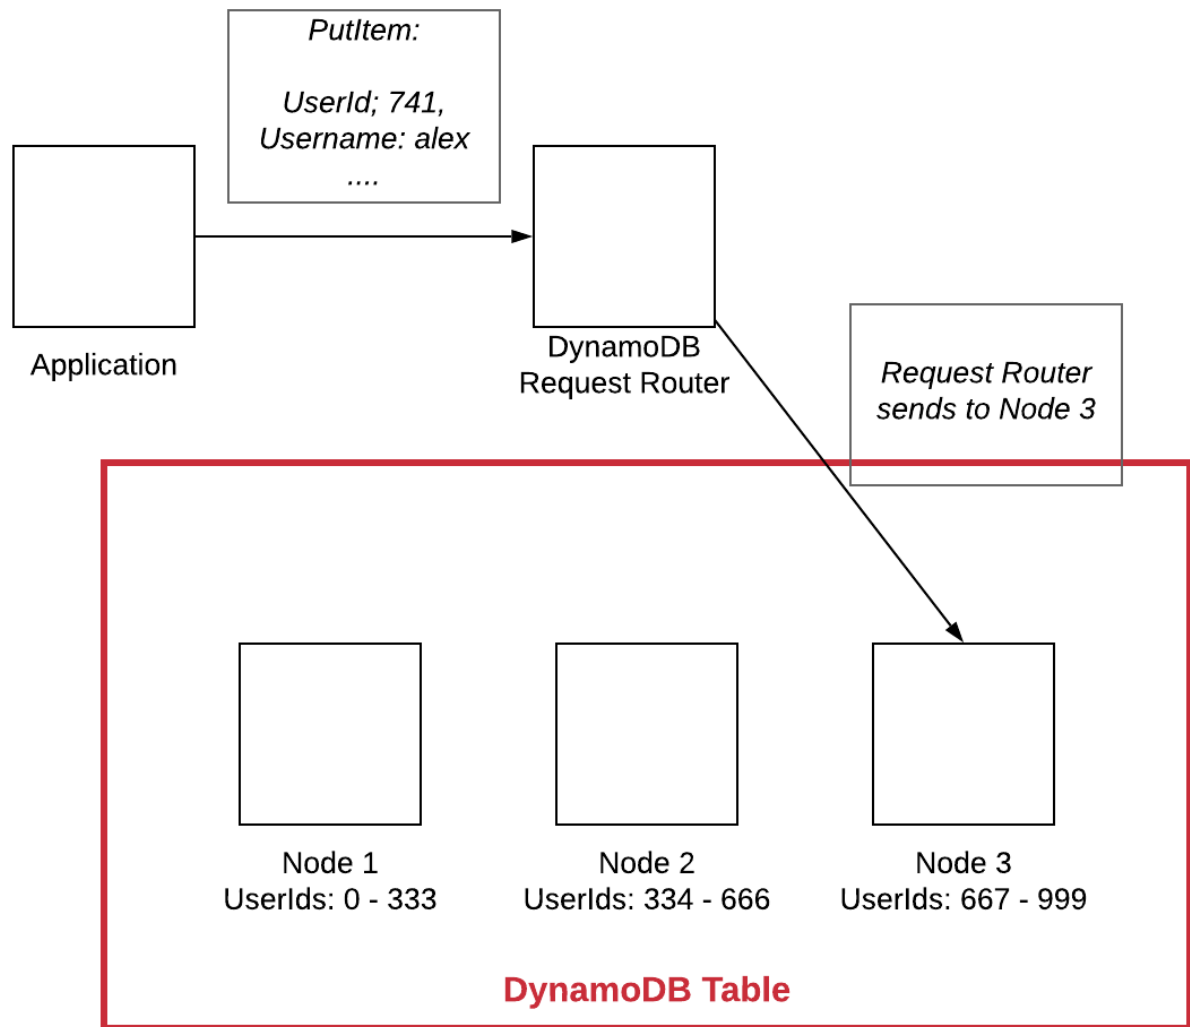 PutItem:
UserId; 741,
Username: alex
....
Application
DynamoDB
Request Router
Request Router
sends to Node 3
Node 1
UserIds: 0 - 333
Node 2
UserIds: 334 - 666
Node 3
UserIds: 667 - 999
DynamoDB Table